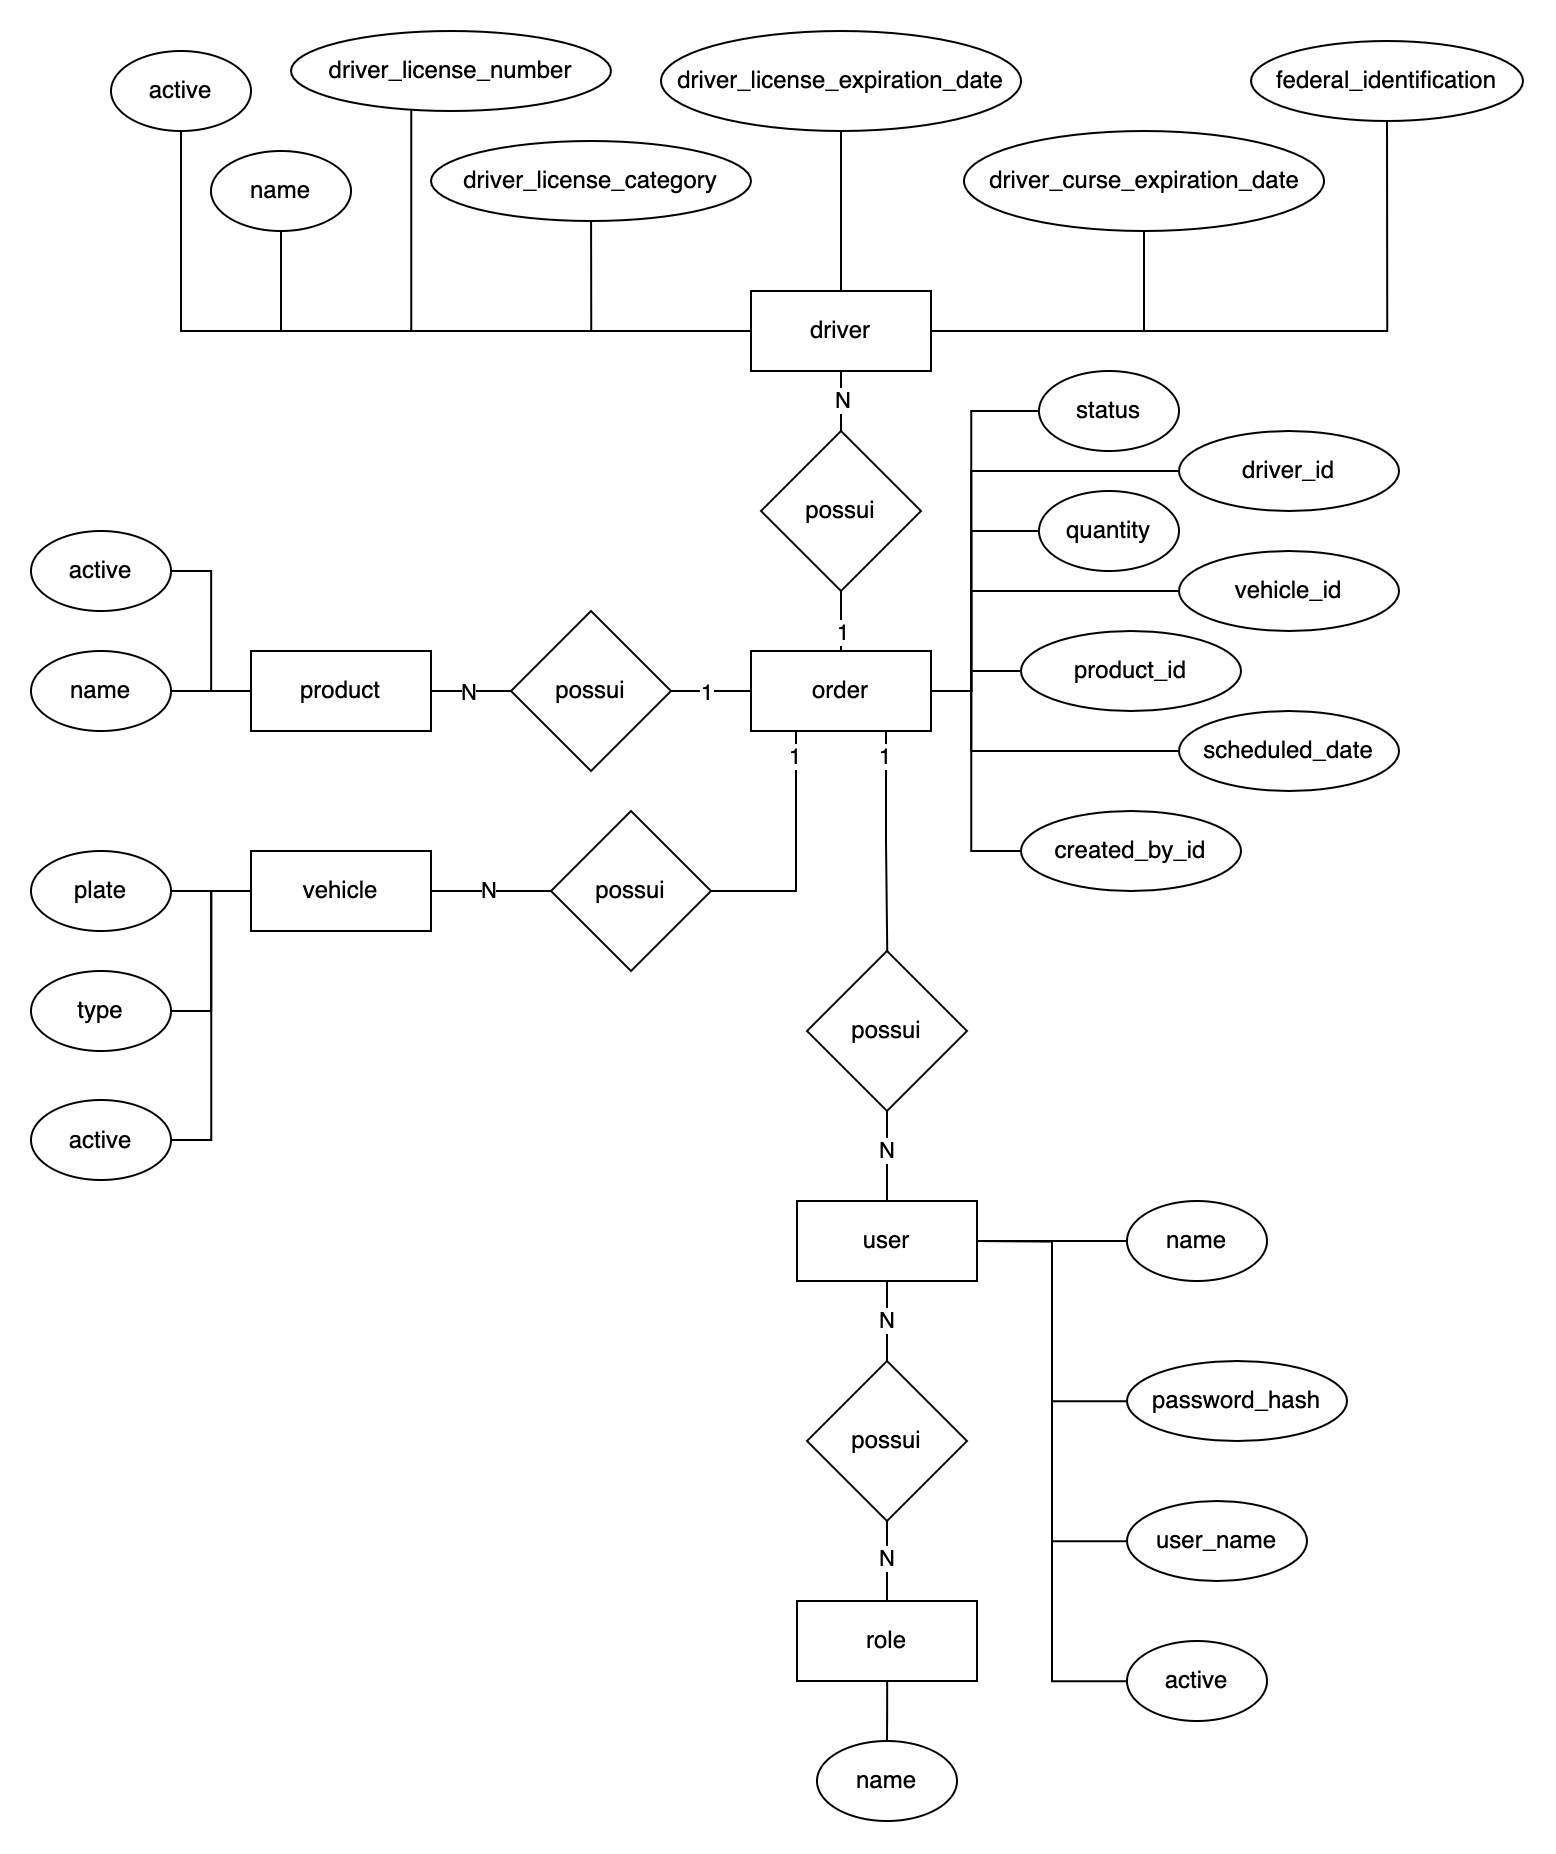 driver_license_number
driver_license_expiration_date
federal_identification
active
driver_license_category
driver_curse_expiration_date
name
driver
N
status
driver_id
possui
quantity
active
vehicle_id
1
product_id
name
product
N
possui
1
order
scheduled_date
1
1
created_by_id
plate
vehicle
N
possui
type
possui
active
N
user
name
N
password_hash
possui
user_name
N
role
active
name